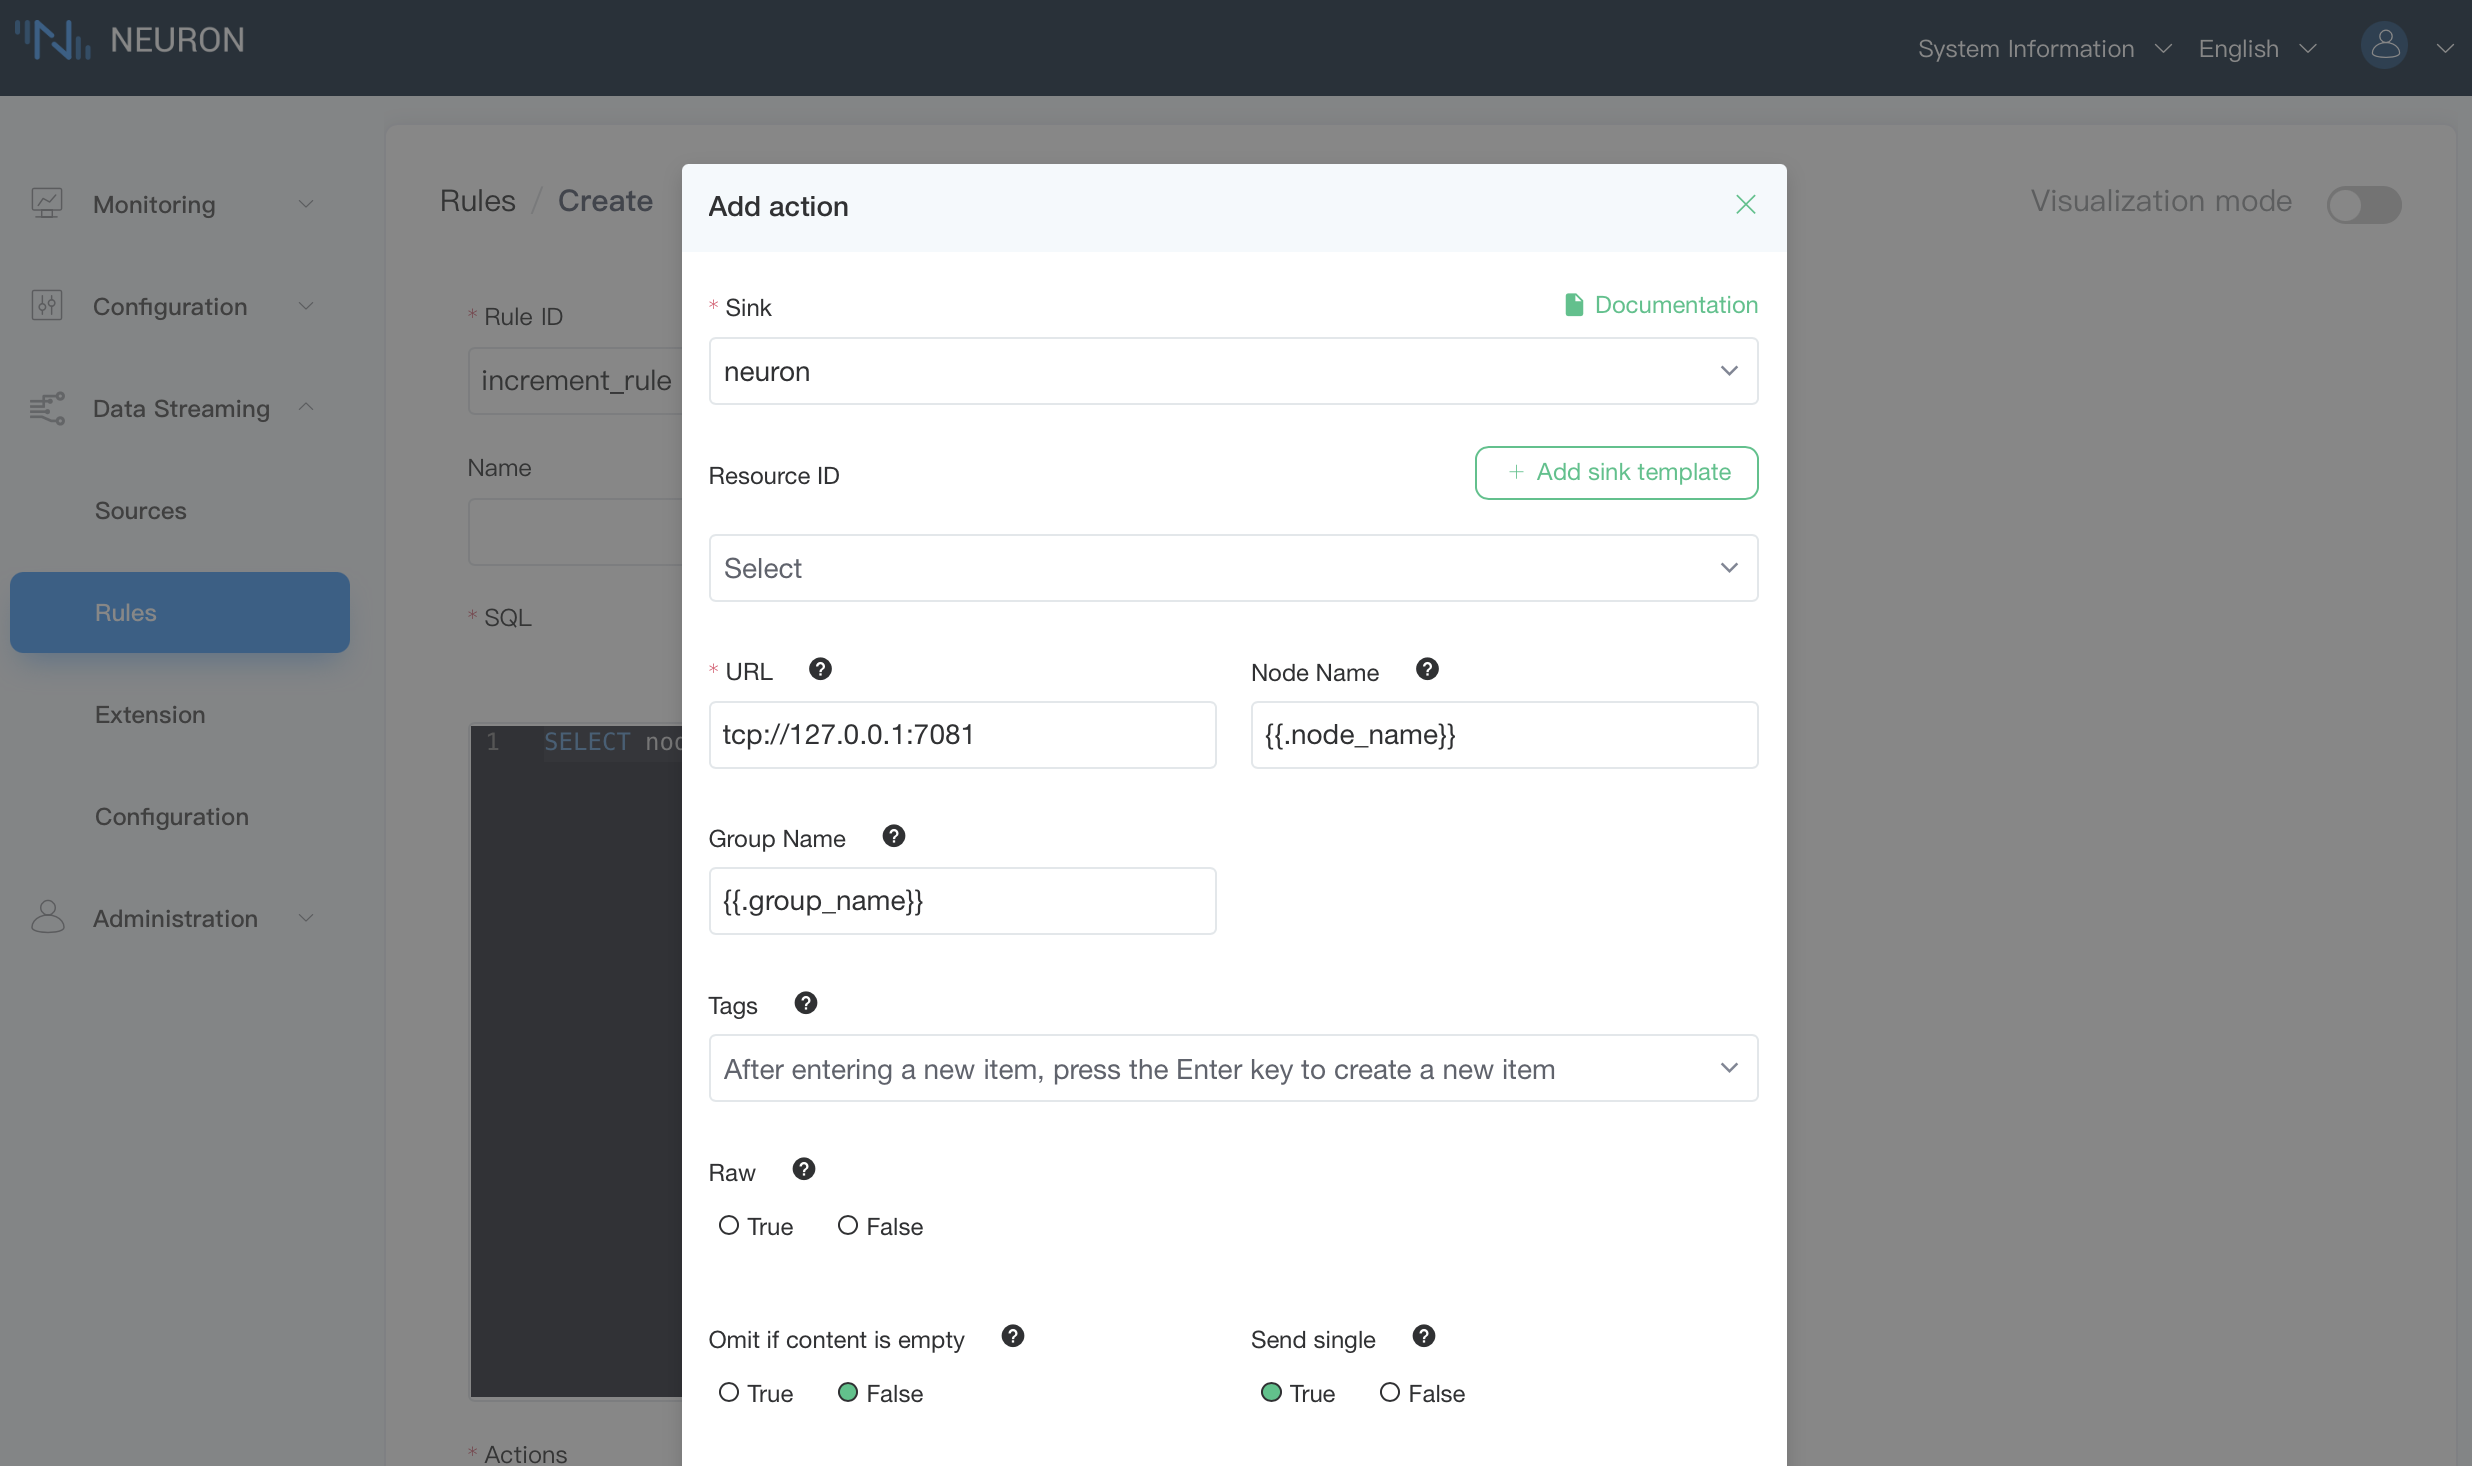 NEURON
System Information
English
Monitoring
Configuration
Data Streaming
Sources
Rules
Extension
Configuration
Administration
Rules / Create
Visualization mode
* Rule ID
increment_rule
Name
* SQL
1 SELECT
* Actions
Add action
* Sink
Documentation
neuron
Resource ID
+ Add sink template
Select
* URL
Node Name
tcp://127.0.0.1:7081
{{.node_name}}
Group Name
{{.group_name}}
Tags
After entering a new item, press the Enter key to create a new item
Raw
True False
Omit if content is empty
Send single
True False
True False